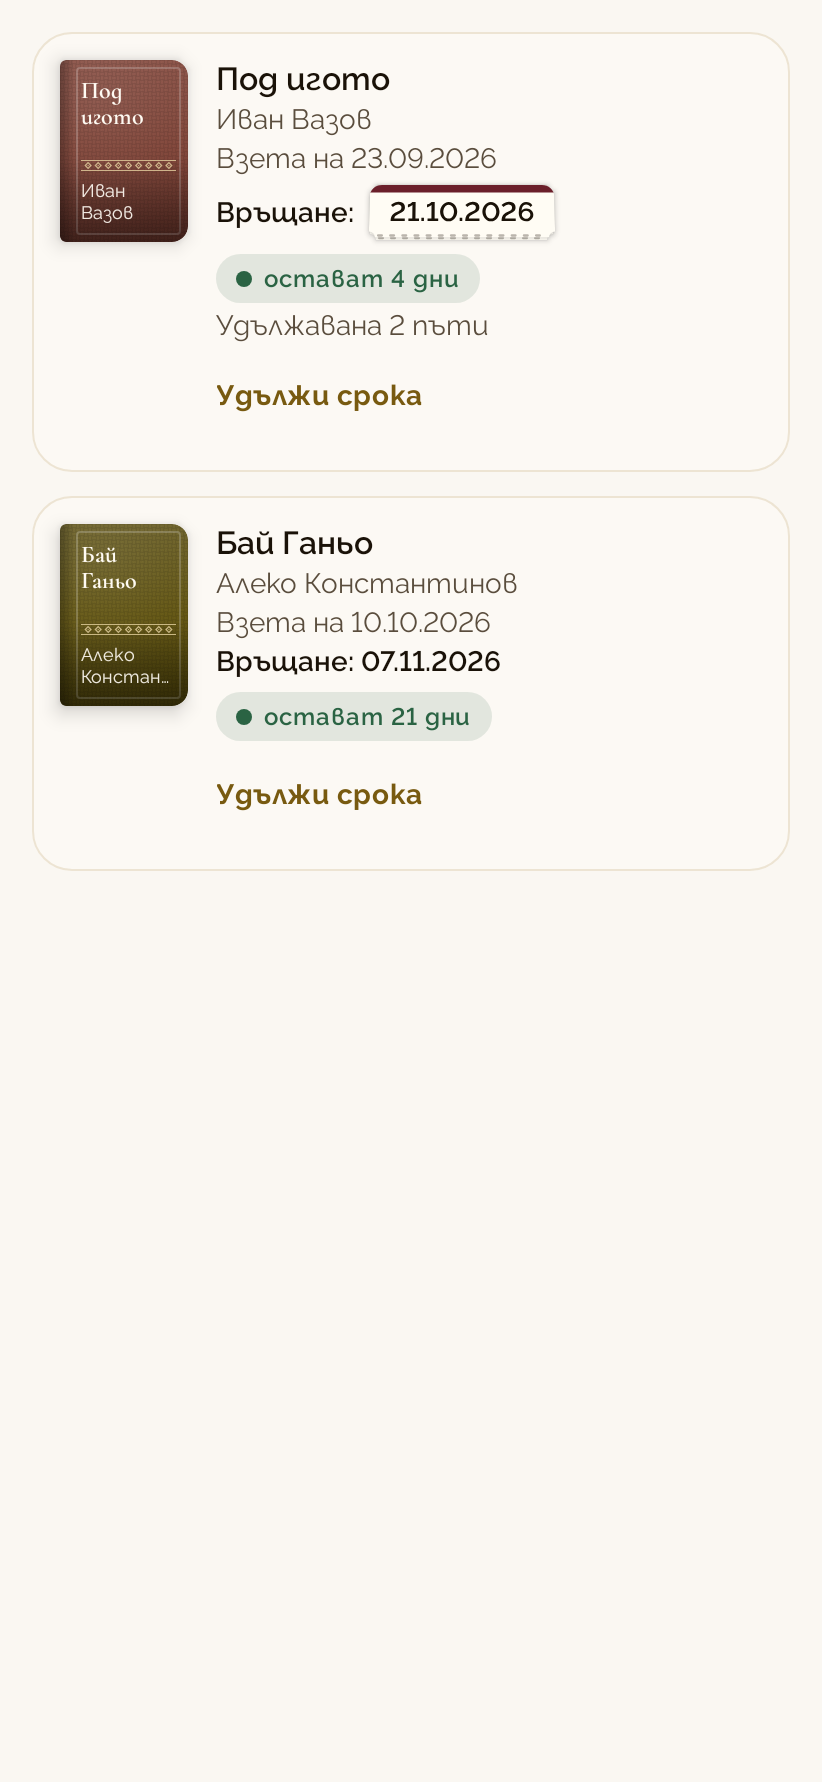 Под
игото
Иван
Вазов
Под игото
Иван Вазов
Взета на 23.09.2026
Връщане: 21.10.2026
остават 4 дни
Удължавана 2 пъти
Удължи срока
Бай
Ганьо
Алеко
Констан…
Бай Ганьо
Алеко Константинов
Взета на 10.10.2026
Връщане: 07.11.2026
остават 21 дни
Удължи срока